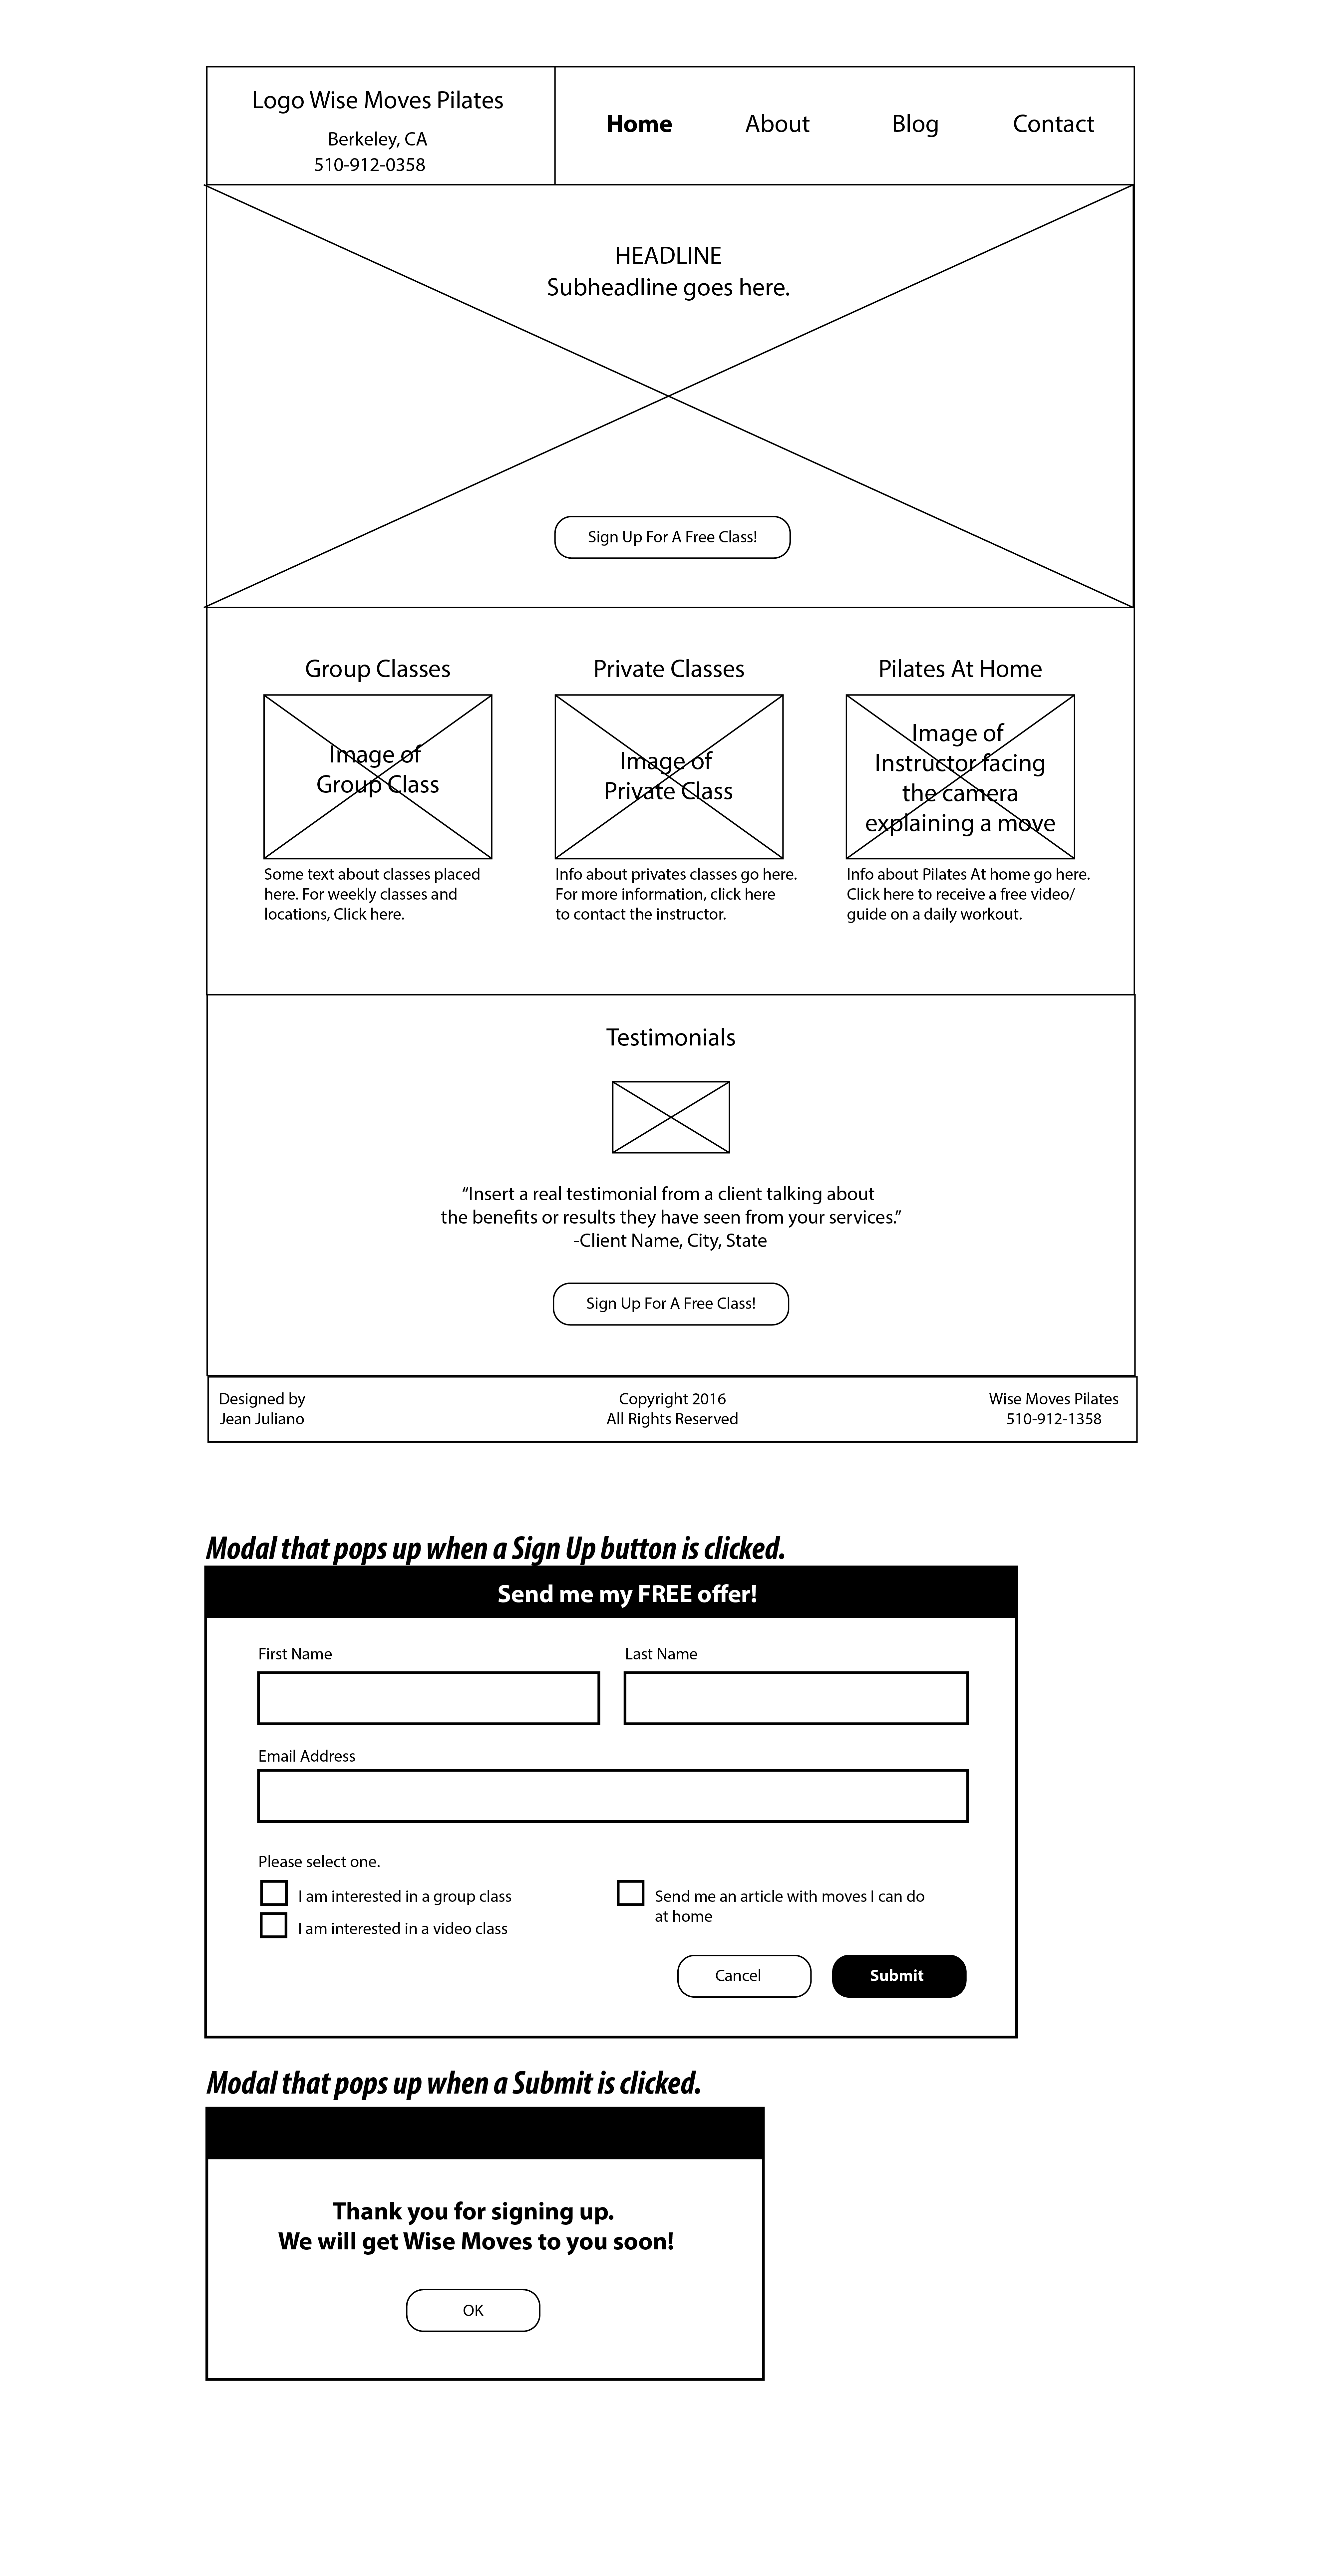 Logo Wise Moves Pilates
Berkeley, CA
510-912-0358
Home About Blog Contact
HEADLINE
Subheadline goes here.
Sign Up For A Free Class!
Group Classes
Image of
Group Class
Some text about classes placed
here. For weekly classes and
locations, Click here.
Private Classes
Image of
Private Class
Info about privates classes go here.
For more information, click here
to contact the instructor.
Pilates At Home
Image of
Instructor facing
the camera
explaining a move
Info about Pilates At home go here.
Click here to receive a free video/
guide on a daily workout.
Testimonials
“Insert a real testimonial from a client talking about
the benefits or results they have seen from your services.”
-Client Name, City, State
Sign Up For A Free Class!
Designed by
Jean Juliano
Copyright 2016
All Rights Reserved
Wise Moves Pilates
510-912-1358
Modal that pops up when a Sign Up button is clicked.
Send me my FREE offer!
First Name
Last Name
Email Address
Please select one.
I am interested in a group class
I am interested in a video class
Send me an article with moves I can do
at home
Cancel
Submit
Modal that pops up when a Submit is clicked.
Thank you for signing up.
We will get Wise Moves to you soon!
OK